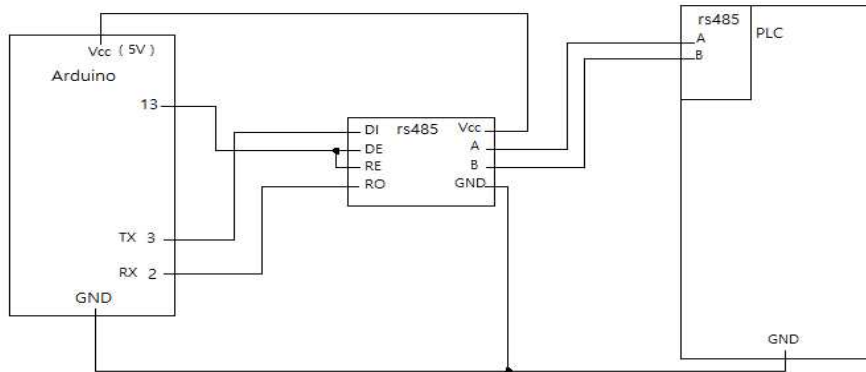 Vcc ( 5V )
Arduino
13
TX 3
RX 2
GND
DI rs485 Vcc
DE A
RE B
RO GND
rs485 PLC
A
B
GND